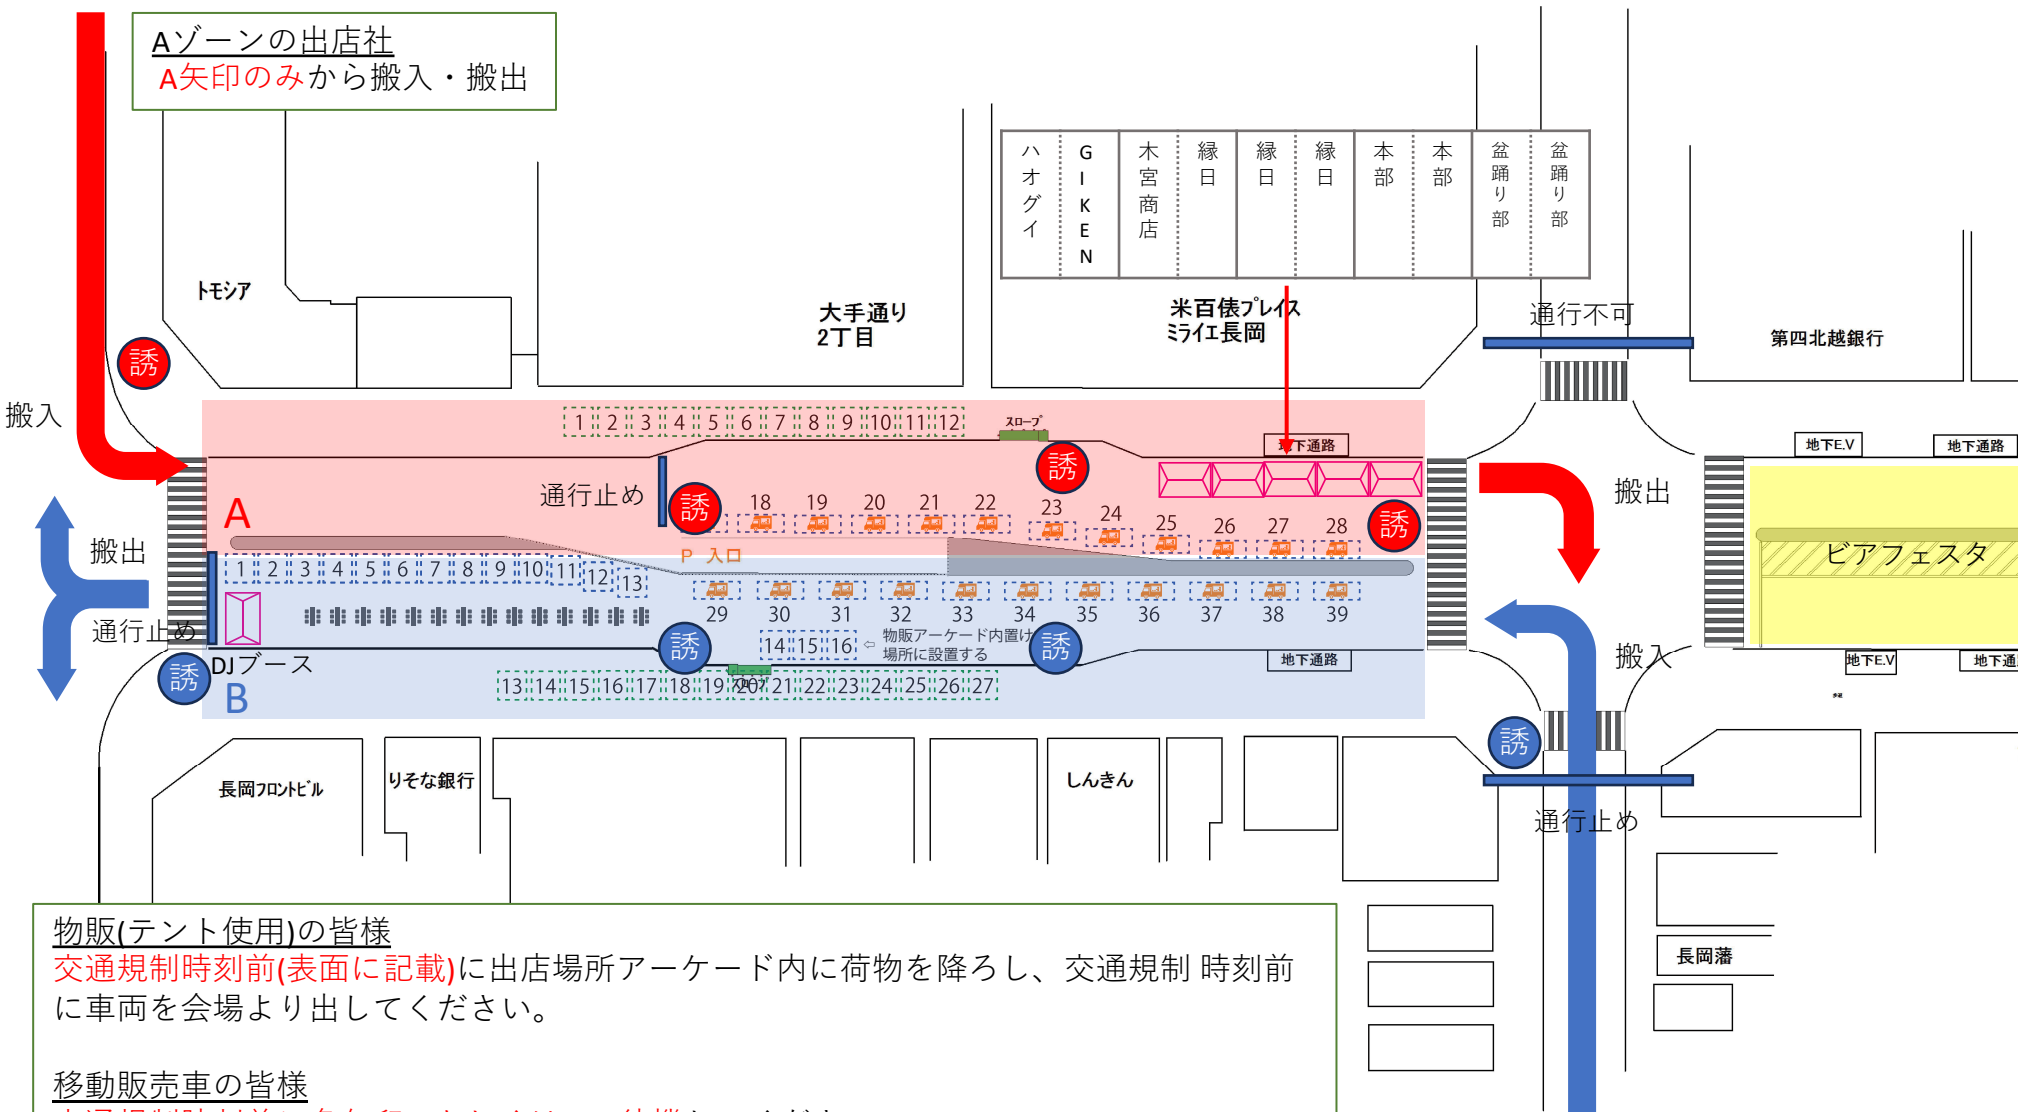 Aゾーンの出店社
A矢印のみから搬入・搬出
ハオグイ
GIKEN
木宮商店
縁日
縁日
縁日
本部
本部
盆踊り部
盆踊り部
トモシア
大手通り
2丁目
米百俵プレイス
ミライエ長岡
通行不可
第四北越銀行
誘
搬入
1 2 3 4 5 6 7 8 9 10 11 12
スロープ
地下通路
地下E.V
地下通路
誘
通行止め
誘
18 19 20 21 22 23 24 25 26 27 28
誘
搬出
A
搬出
P 入口
ビアフェスタ
1 2 3 4 5 6 7 8 9 10 11 12 13
29 30 31 32 33 34 35 36 37 38 39
通行止め
誘
14 15 16 ⇦ 物販アーケード内置け
場所に設置する
誘
搬入
地下通路
地下E.V
地下通
DJブース
誘
B
13 14 15 16 17 18 19 20 21 22 23 24 25 26 27
誘
長岡フロントビル
りそな銀行
しんきん
通行止め
長岡藩
物販(テント使用)の皆様
交通規制時刻前(表面に記載)に出店場所アーケード内に荷物を降ろし、交通規制 時刻前
に車両を会場より出してください。
移動販売車の皆様